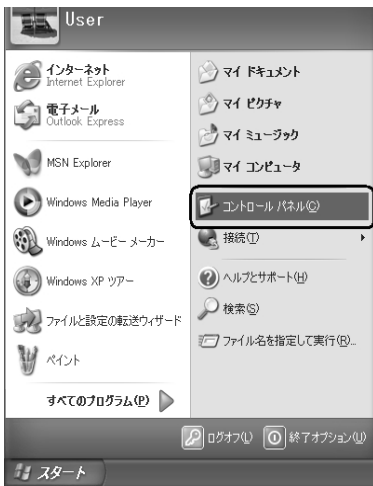 User
インターネット
Internet Explorer
電子メール
Outlook Express
MSN Explorer
Windows Media Player
Windows ムービー メーカー
Windows XP ツアー
ファイルと設定の転送ウィザード
ペイント
すべてのプログラム(P)
マイ ドキュメント
マイ ピクチャ
マイ ミュージック
マイ コンピュータ
コントロール パネル(C)
接続(T)
ヘルプとサポート(H)
検索(S)
ファイル名を指定して実行(R)...
ログオフ(L) 終了オプション(U)
スタート